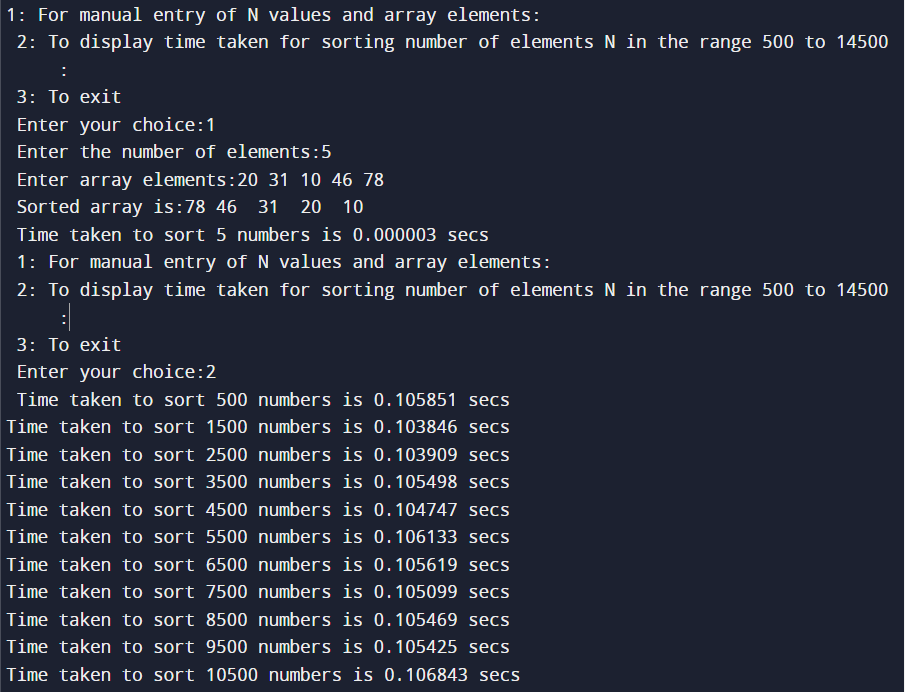 1: For manual entry of N values and array elements:
2: To display time taken for sorting number of elements N in the range 500 to 14500
:
3: To exit
Enter your choice:1
Enter the number of elements:5
Enter array elements:20 31 10 46 78
Sorted array is:78 46  31  20  10
Time taken to sort 5 numbers is 0.000003 secs
1: For manual entry of N values and array elements:
2: To display time taken for sorting number of elements N in the range 500 to 14500
:
3: To exit
Enter your choice:2
Time taken to sort 500 numbers is 0.105851 secs
Time taken to sort 1500 numbers is 0.103846 secs
Time taken to sort 2500 numbers is 0.103909 secs
Time taken to sort 3500 numbers is 0.105498 secs
Time taken to sort 4500 numbers is 0.104747 secs
Time taken to sort 5500 numbers is 0.106133 secs
Time taken to sort 6500 numbers is 0.105619 secs
Time taken to sort 7500 numbers is 0.105099 secs
Time taken to sort 8500 numbers is 0.105469 secs
Time taken to sort 9500 numbers is 0.105425 secs
Time taken to sort 10500 numbers is 0.106843 secs